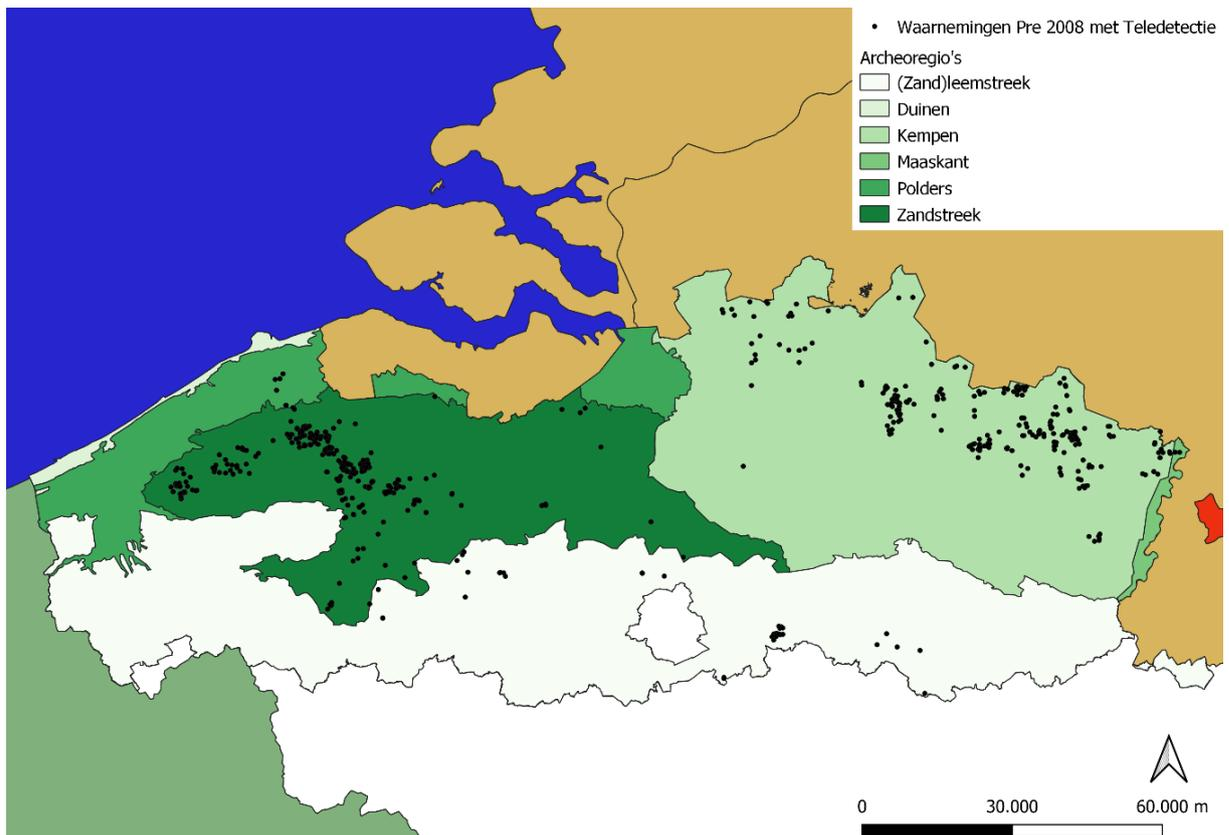 Waarnemingen Pre 2008 met Teledetectie
Archeoregio's
(Zand)leemstreek
Duinen
Kempen
Maaskant
Polders
Zandstreek
0 30.000 60.000 m